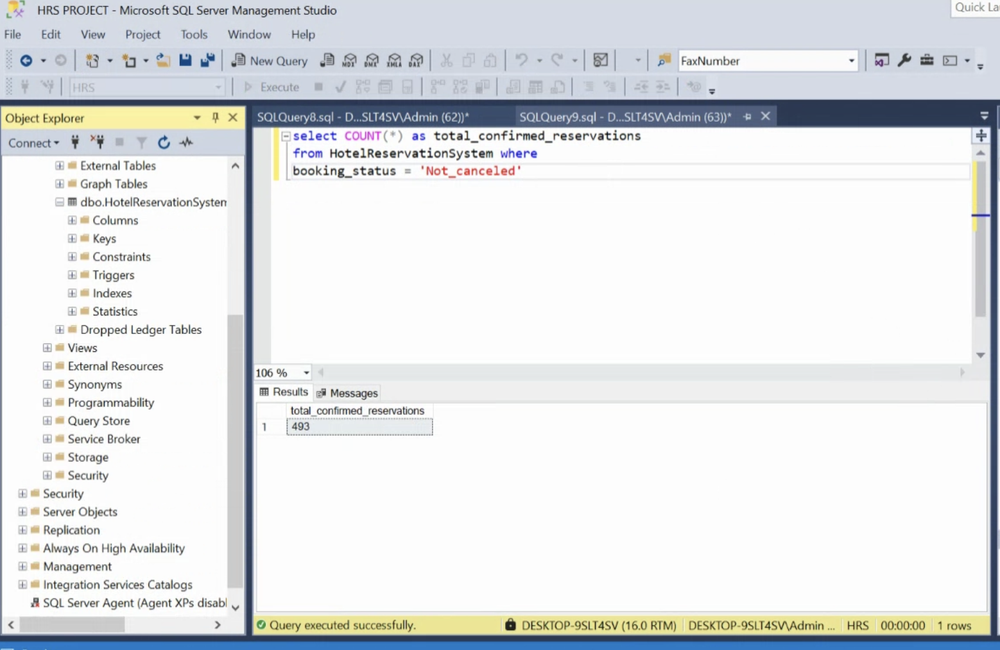 HRS PROJECT - Microsoft SQL Server Management Studio
Quick La
File Edit View Project Tools Window Help
New Query MDX DMX XMLA DAX FaxNumber
HRS Execute
Object Explorer
SQLQuery8.sql - D...SLT4SV\Admin (62))*
SQLQuery9.sql - D...SLT4SV\Admin (63))*
Connect
External Tables
Graph Tables
dbo.HotelReservationSystem
Columns
Keys
Constraints
Triggers
Indexes
Statistics
Dropped Ledger Tables
Views
External Resources
Synonyms
Programmability
Query Store
Service Broker
Storage
Security
Security
Server Objects
Replication
Always On High Availability
Management
Integration Services Catalogs
SQL Server Agent (Agent XPs disabl
select COUNT(*) as total_confirmed_reservations
from HotelReservationSystem where
booking_status = 'Not_canceled'
106 %
Results Messages
total_confirmed_reservations
1 493
Query executed successfully. DESKTOP-9SLT4SV (16.0 RTM) DESKTOP-9SLT4SV\Admin ... HRS 00:00:00 1 rows